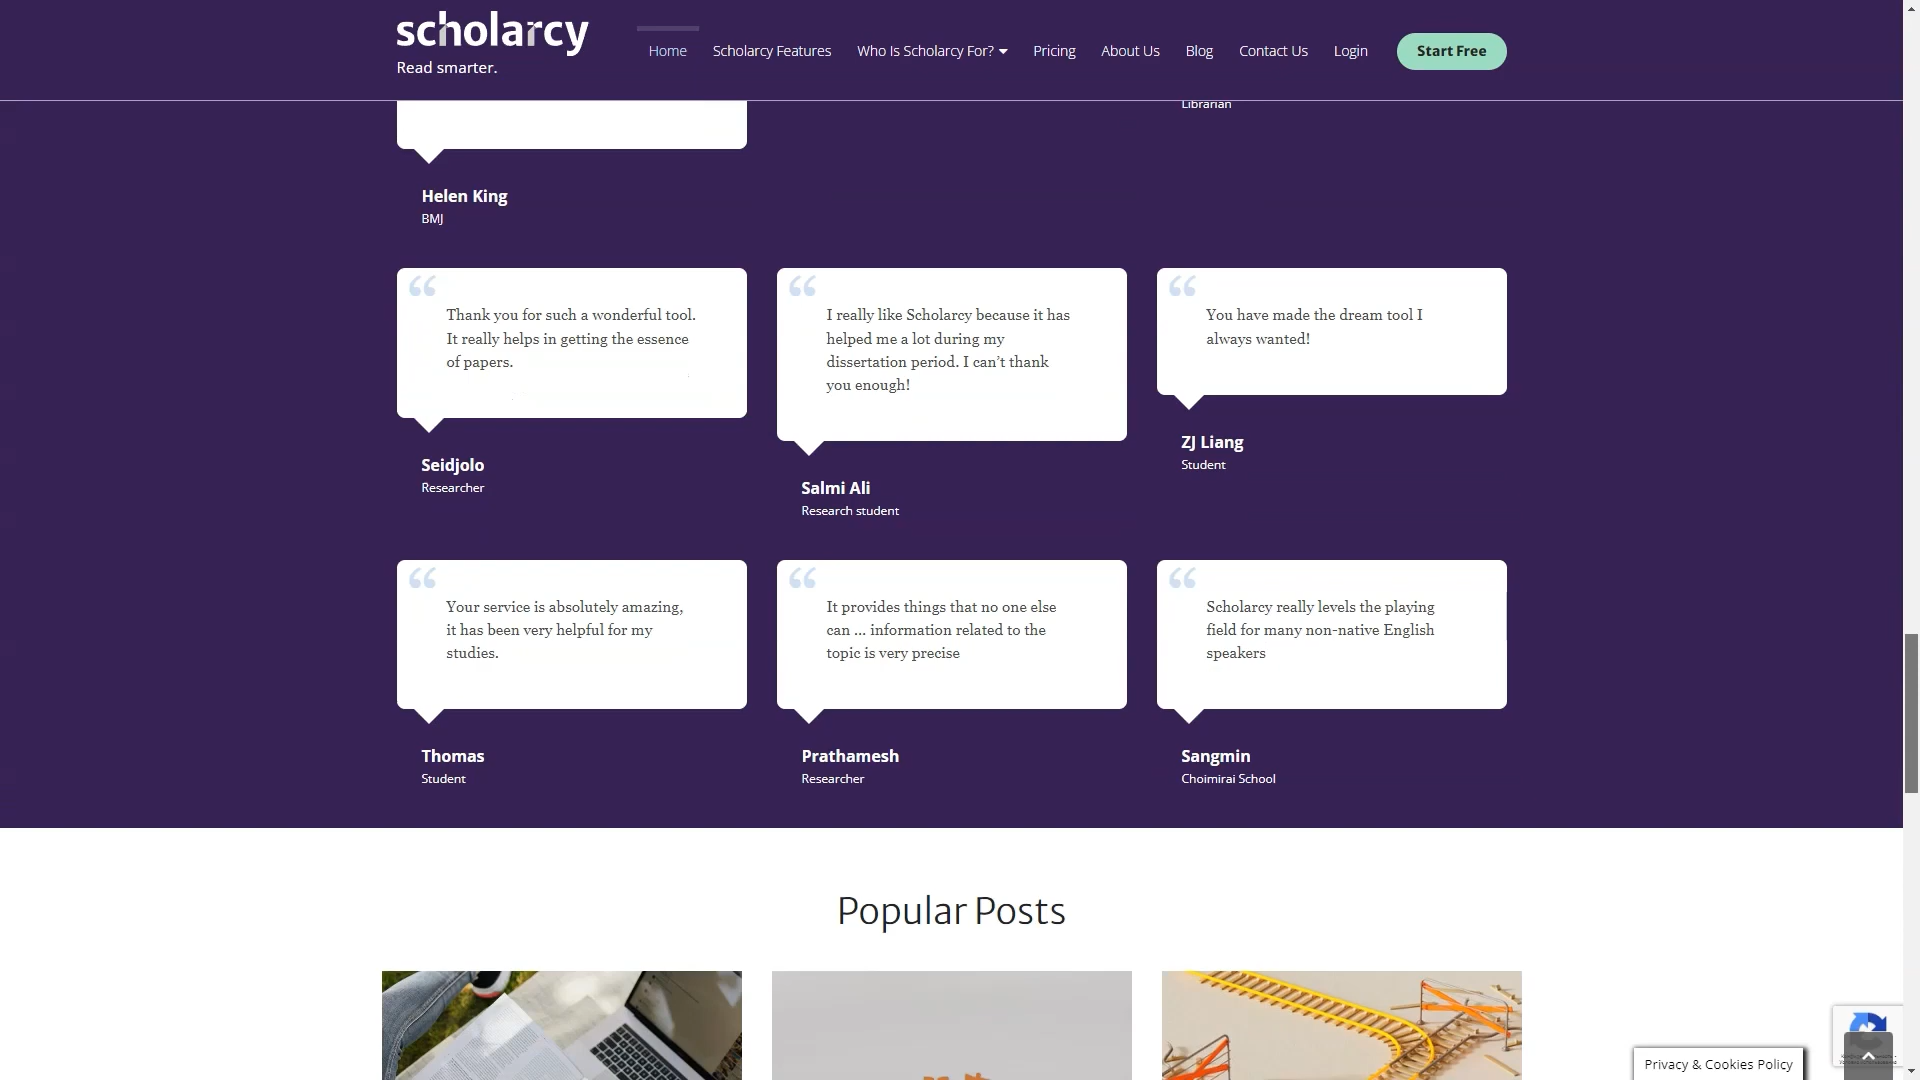 scholarcy
Read smarter.
Home
Scholarcy Features
Who Is Scholarcy For?
Pricing
About Us
Blog
Contact Us
Login
Start Free
Librarian
Helen King
BMJ
Thank you for such a wonderful tool.
It really helps in getting the essence
of papers.
Seidjolo
Researcher
I really like Scholarcy because it has
helped me a lot during my
dissertation period. I can't thank
you enough!
Salmi Ali
Research student
You have made the dream tool I
always wanted!
ZJ Liang
Student
Your service is absolutely amazing,
it has been very helpful for my
studies.
Thomas
Student
It provides things that no one else
can ... information related to the
topic is very precise
Prathamesh
Researcher
Scholarcy really levels the playing
field for many non-native English
speakers
Sangmin
Choimirai School
Popular Posts
Privacy & Cookies Policy